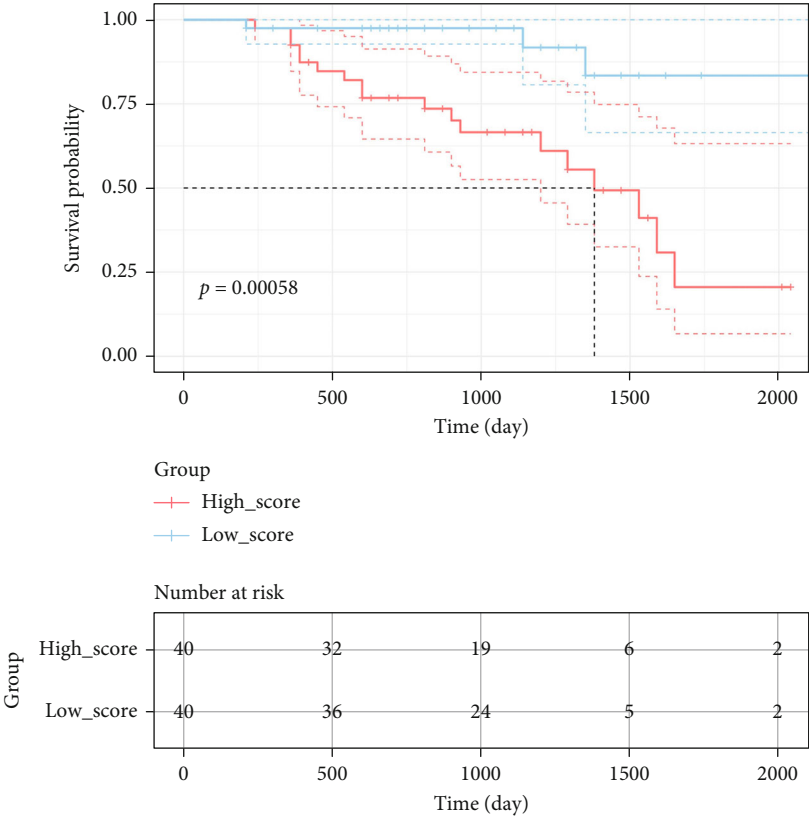 1.00
0.75
0.50
0.25
0.00
Survival probability
p = 0.00058
0 500 1000 1500 2000
Time (day)
Group
High_score
Low_score
Number at risk
Group
High_score 40 32 19 6 2
Low_score 40 36 24 5 2
0 500 1000 1500 2000
Time (day)